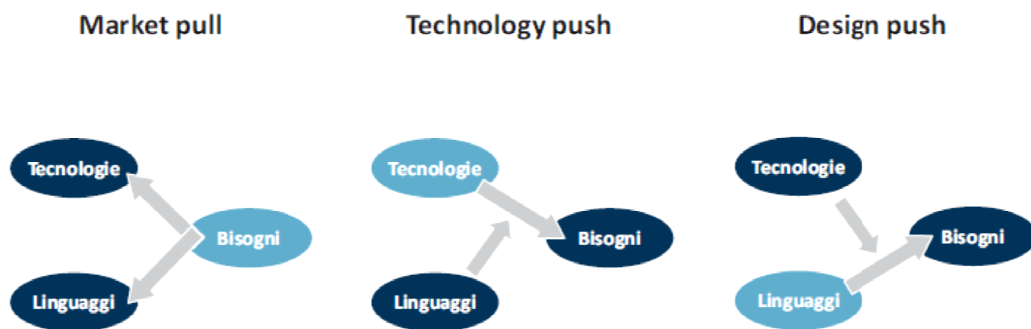 Market pull
Technology push
Design push
Tecnologie
Bisogni
Linguaggi
Tecnologie
Bisogni
Linguaggi
Tecnologie
Bisogni
Linguaggi